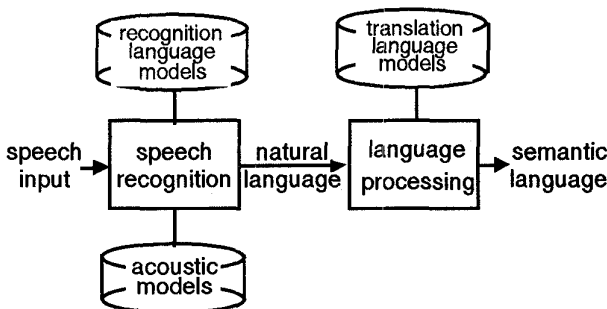 recognition
language
models
translation
language
models
speech
input
speech
recognition
natural
language
language
processing
semantic
language
acoustic
models